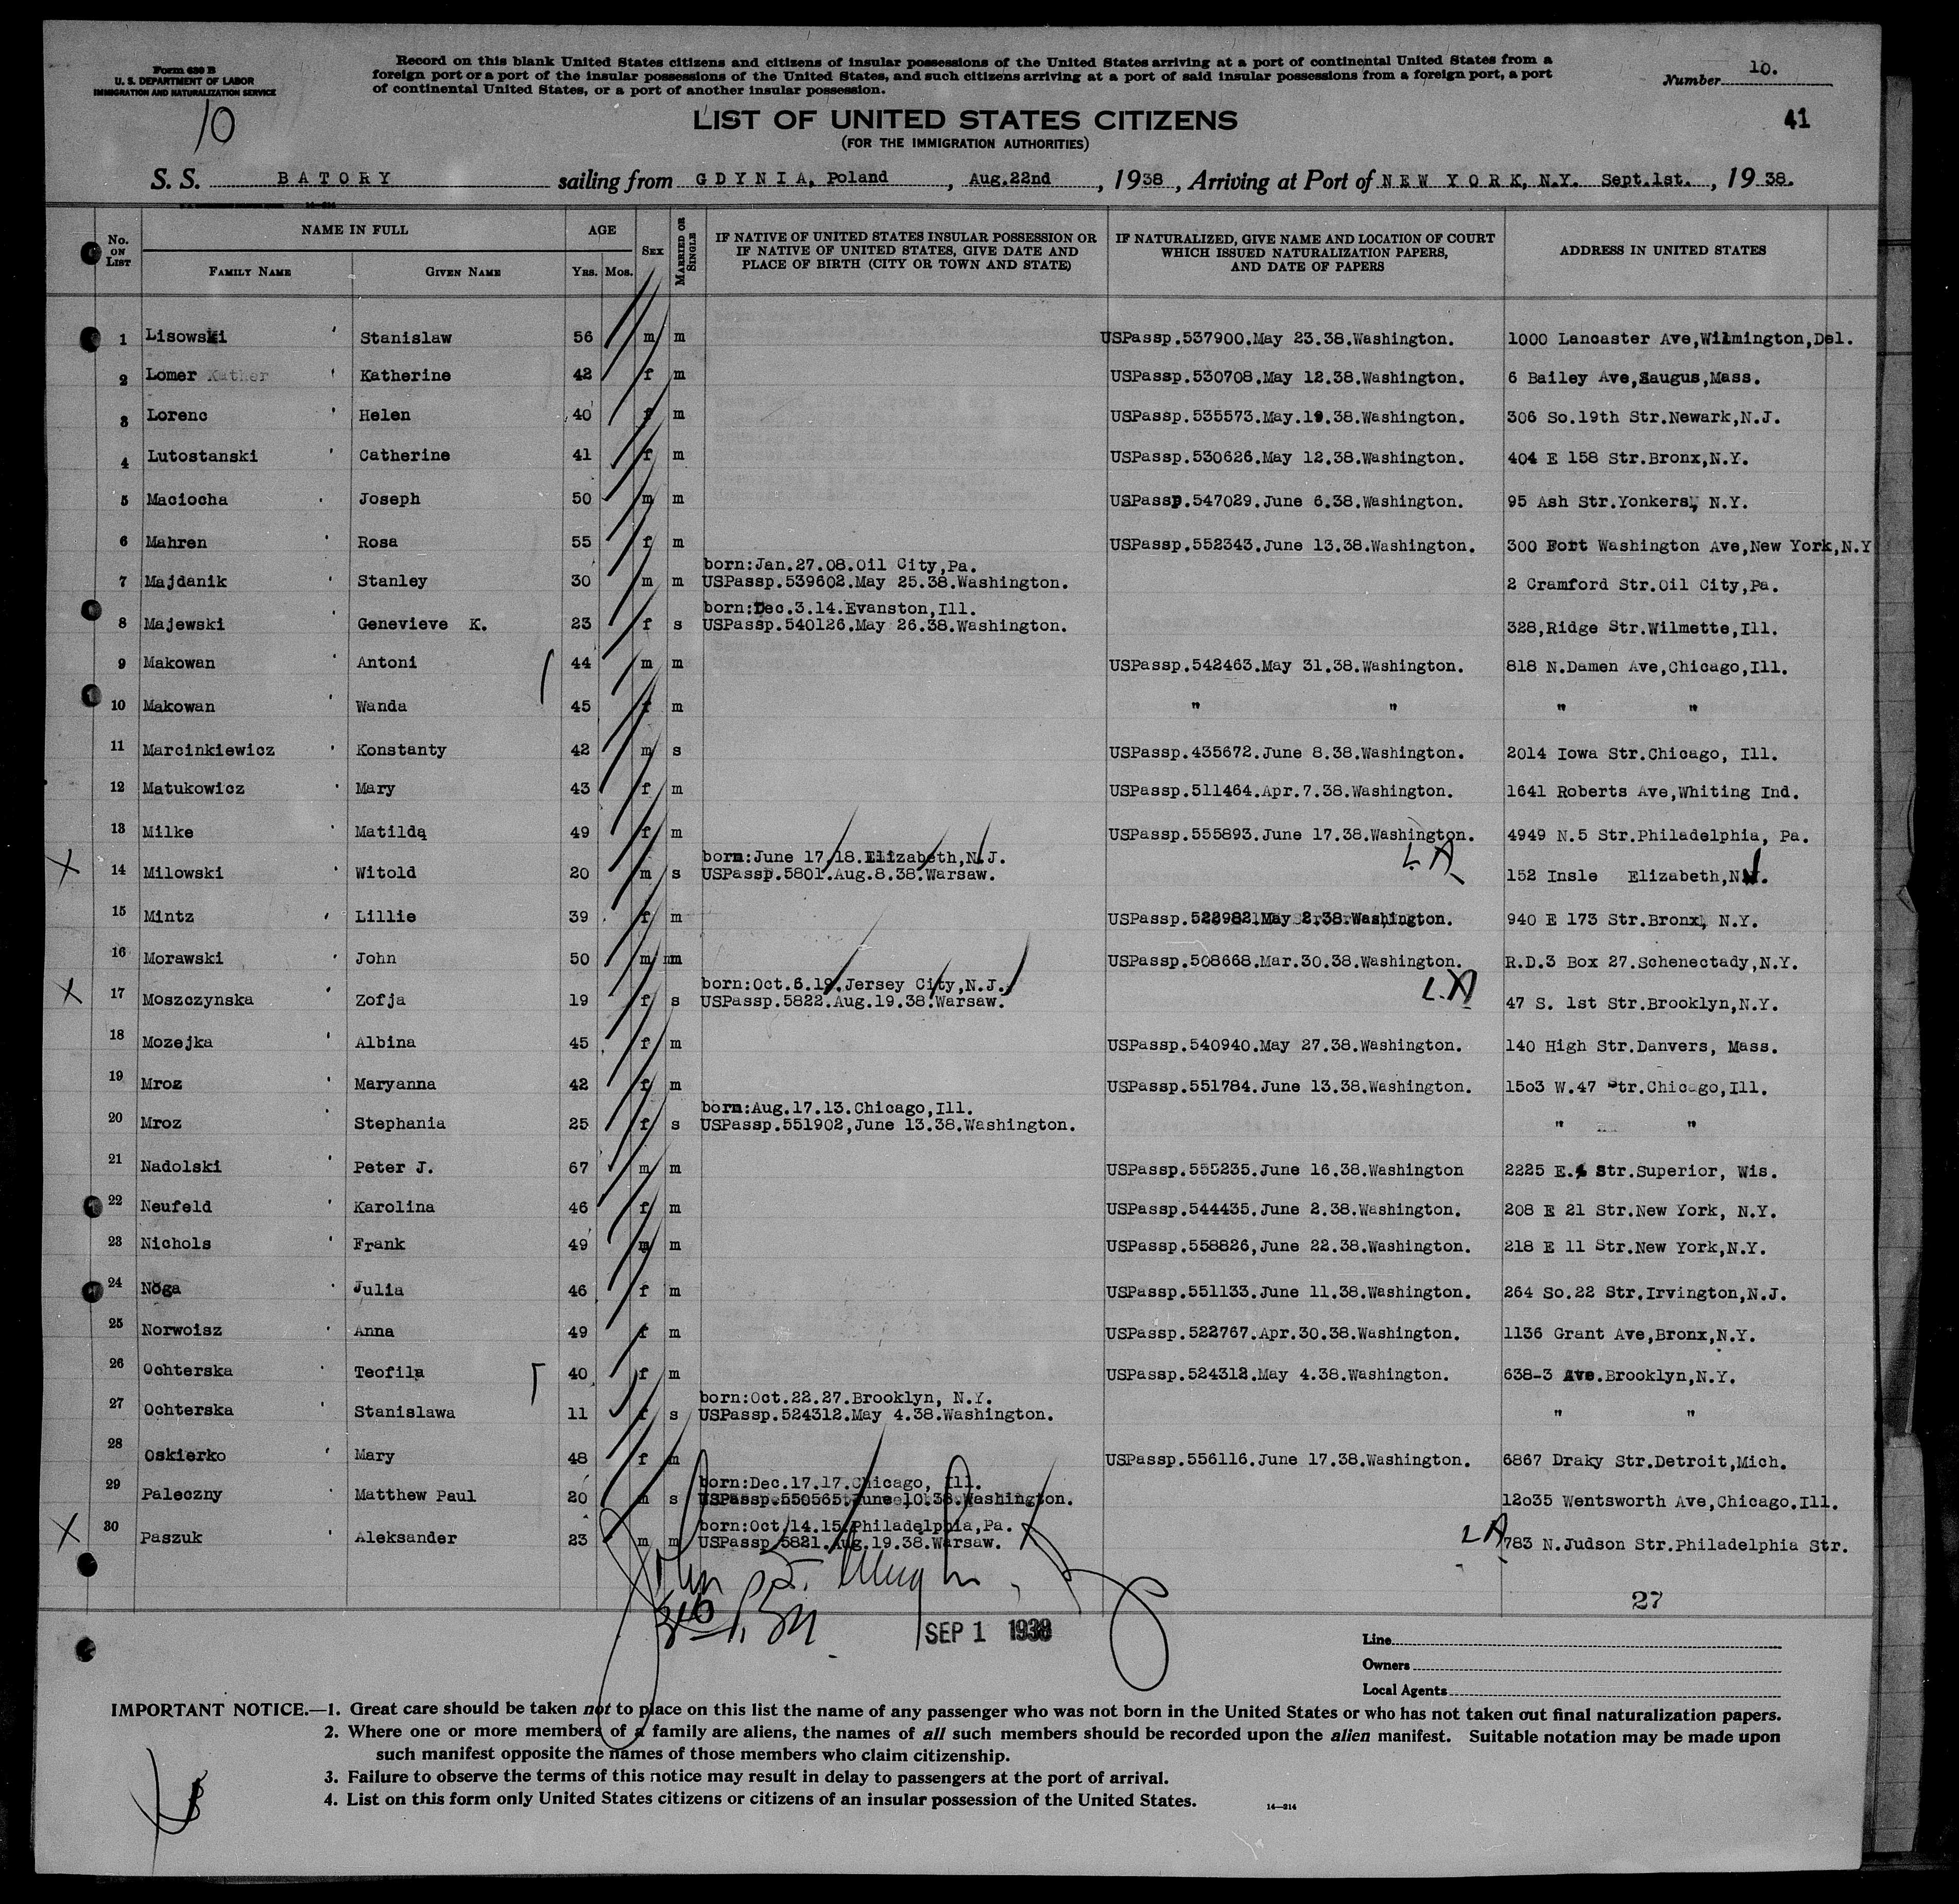 Form 630 B
U. S. DEPARTMENT OF LABOR
IMMIGRATION AND NATURALIZATION SERVICE
10
Record on this blank United States citizens and citizens of insular possessions of the United States arriving at a port of continental United States from a
foreign port or a port of the insular possessions of the United States, and such citizens arriving at a port of said insular possessions from a foreign port, a port
of continental United States, or a port of another insular possession.
Number 10.
LIST OF UNITED STATES CITIZENS
41
(FOR THE IMMIGRATION AUTHORITIES)
S. S. BATORY sailing from GDYNIA, Poland, Aug.22nd, 1938, Arriving at Port of NEW YORK, N.Y. Sept.1st., 1938.
No. ON LIST NAME IN FULL AGE SEX MARRIED OR SINGLE IF NATIVE OF UNITED STATES INSULAR POSSESSION OR IF NATIVE OF UNITED STATES, GIVE DATE AND PLACE OF BIRTH (CITY OR TOWN AND STATE) IF NATURALIZED, GIVE NAME AND LOCATION OF COURT WHICH ISSUED NATURALIZATION PAPERS, AND DATE OF PAPERS ADDRESS IN UNITED STATES
FAMILY NAME GIVEN NAME YRS. MOS.
1 Lisowski Stanislaw 56 m m USPassp.537900.May 23.38.Washington. 1000 Lancaster Ave,Wilmington,Del.
2 Lomer Katherine 42 f m USPassp.530708.May 12.38.Washington. 6 Bailey Ave,Saugus,Mass.
3 Lorenc Helen 40 f m USPassp.535573.May.19.38.Washington. 306 So.19th Str.Newark,N.J.
4 Lutostanski Catherine 41 f m USPassp.530626.May 12.38.Washington. 404 E 158 Str.Bronx,N.Y.
5 Maciocha Joseph 50 m m USPassp.547029.June 6.38.Washington. 95 Ash Str.Yonkers, N.Y.
6 Mahren Rosa 55 f m USPassp.552343.June 13.38.Washington. 300 Fort Washington Ave,New York,N.Y
born:Jan.27.08.Oil City,Pa.
7 Majdanik Stanley 30 m m USPassp.539602.May 25.38.Washington. 2 Cramford Str.Oil City,Pa.
born:Dec.3.14.Evanston,Ill.
8 Majewski Genevieve K. 23 f s USPassp.540126.May 26.38.Washington. 328,Ridge Str.Wilmette,Ill.
9 Makowan Antoni 44 m m USPassp.542463.May 31.38.Washington. 818 N.Damen Ave,Chicago,Ill.
10 Makowan Wanda 45 f m " " " "
11 Marcinkiewicz Konstanty 42 m s USPassp.435672.June 8.38.Washington. 2014 Iowa Str.Chicago, Ill.
12 Matukowicz Mary 43 f m USPassp.511464.Apr.7.38.Washington. 1641 Roberts Ave,Whiting Ind.
13 Milke Matilda 49 f m USPassp.555893.June 17.38.Washington. 4949 N.5 Str.Philadelphia, Pa.
born:June 17.18.Elizabeth,N.J. L A
14 Milowski Witold 20 m s USPassp.5801.Aug.8.38.Warsaw. 152 Insle Elizabeth,N.J.
15 Mintz Lillie 39 f m USPassp.522982.May 2.38.Washington. 940 E 173 Str.Bronx, N.Y.
16 Morawski John 50 m m USPassp.508668.Mar.30.38.Washington. R.D.3 Box 27.Schenectady,N.Y.
born:Oct.6.19.Jersey City,N.J. L.A
17 Moszczynska Zofja 19 f s USPassp.5822.Aug.19.38.Warsaw. 47 S. 1st Str.Brooklyn,N.Y.
18 Mozejka Albina 45 f m USPassp.540940.May 27.38.Washington. 140 High Str.Danvers, Mass.
19 Mroz Maryanna 42 f m USPassp.551784.June 13.38.Washington. 1503 W.47 Str.Chicago,Ill.
born:Aug.17.13.Chicago,Ill.
20 Mroz Stephania 25 f s USPassp.551902,June 13.38.Washington. " "
21 Nadolski Peter J. 67 m m USPassp.555235.June 16.38.Washington 2225 E.4 Str.Superior, Wis.
22 Neufeld Karolina 46 f m USPassp.544435.June 2.38.Washington. 208 E 21 Str.New York, N.Y.
23 Nichols Frank 49 m m USPassp.558826,June 22.38.Washington. 218 E 11 Str.New York,N.Y.
24 Noga Julia 46 f m USPassp.551133.June 11.38.Washington. 264 So.22 Str.Irvington,N.J.
25 Norwoisz Anna 49 f m USPassp.522767.Apr.30.38.Washington. 1136 Grant Ave,Bronx,N.Y.
26 Ochterska Teofila 40 f m USPassp.524312.May 4.38.Washington. 638-3 Ave.Brooklyn,N.Y.
born:Oct.22.27.Brooklyn, N.Y.
27 Ochterska Stanislawa 11 f s USPassp.524312.May 4.38.Washington. " "
28 Oskierko Mary 48 f m USPassp.556116.June 17.38.Washington. 6867 Draky Str.Detroit,Mich.
born:Dec.17.17.Chicago, Ill.
29 Paleczny Matthew Paul 20 m s USPassp.550565.June 10.38.Washington. 12035 Wentsworth Ave,Chicago.Ill.
born:Oct.14.15.Philadelphia,Pa.
30 Paszuk Aleksander 23 m m USPassp.5821.Aug.19.38.Warsaw. L A 783 N.Judson Str.Philadelphia Str.
27
SEP 1 1938
Line
Owners
Local Agents
IMPORTANT NOTICE.—1. Great care should be taken not to place on this list the name of any passenger who was not born in the United States or who has not taken out final naturalization papers.
2. Where one or more members of a family are aliens, the names of all such members should be recorded upon the alien manifest. Suitable notation may be made upon
such manifest opposite the names of those members who claim citizenship.
3. Failure to observe the terms of this notice may result in delay to passengers at the port of arrival.
4. List on this form only United States citizens or citizens of an insular possession of the United States.
14—214